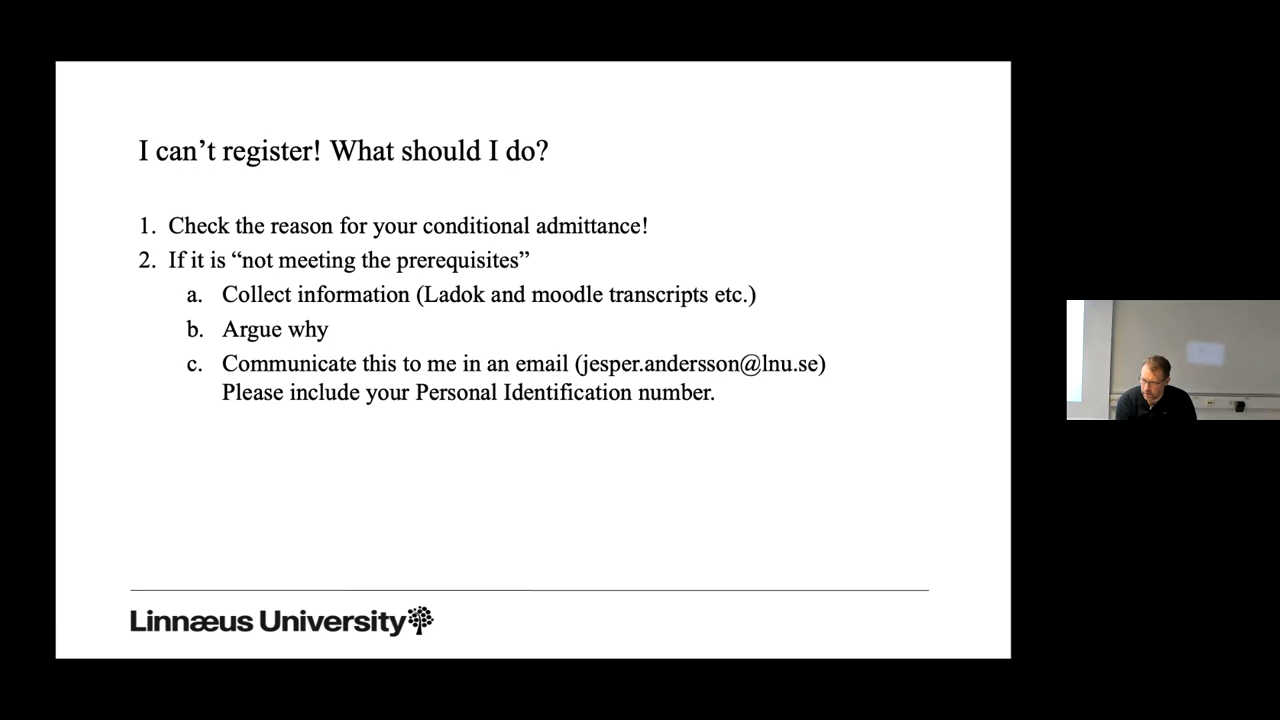 I can’t register! What should I do?
1. Check the reason for your conditional admittance!
2. If it is “not meeting the prerequisites”
a. Collect information (Ladok and moodle transcripts etc.)
b. Argue why
c. Communicate this to me in an email (jesper.andersson@lnu.se)
Please include your Personal Identification number.
Linnæus University